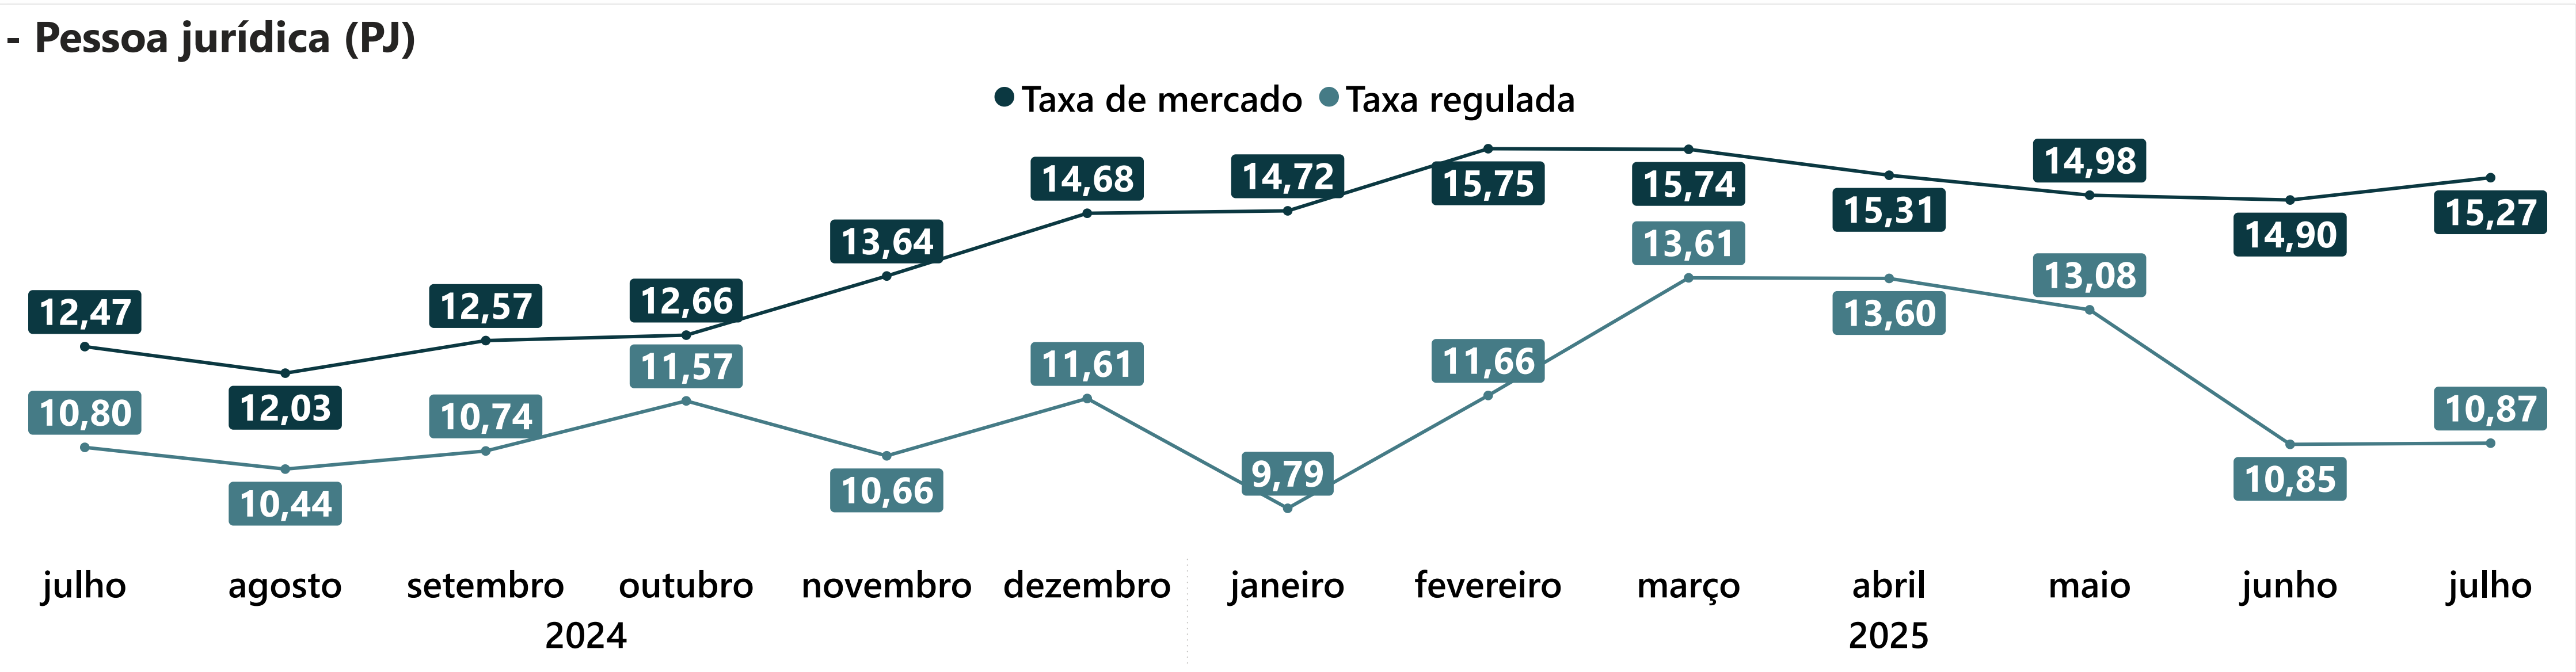 - Pessoa jurídica (PJ)
Taxa de mercado Taxa regulada
12,47 12,03 12,57 12,66 13,64 14,68 14,72 15,75 15,74 15,31 14,98 14,90 15,27
10,80 10,44 10,74 11,57 10,66 11,61 9,79 11,66 13,61 13,60 13,08 10,85 10,87
julho agosto setembro outubro novembro dezembro janeiro fevereiro março abril maio junho julho
2024 2025